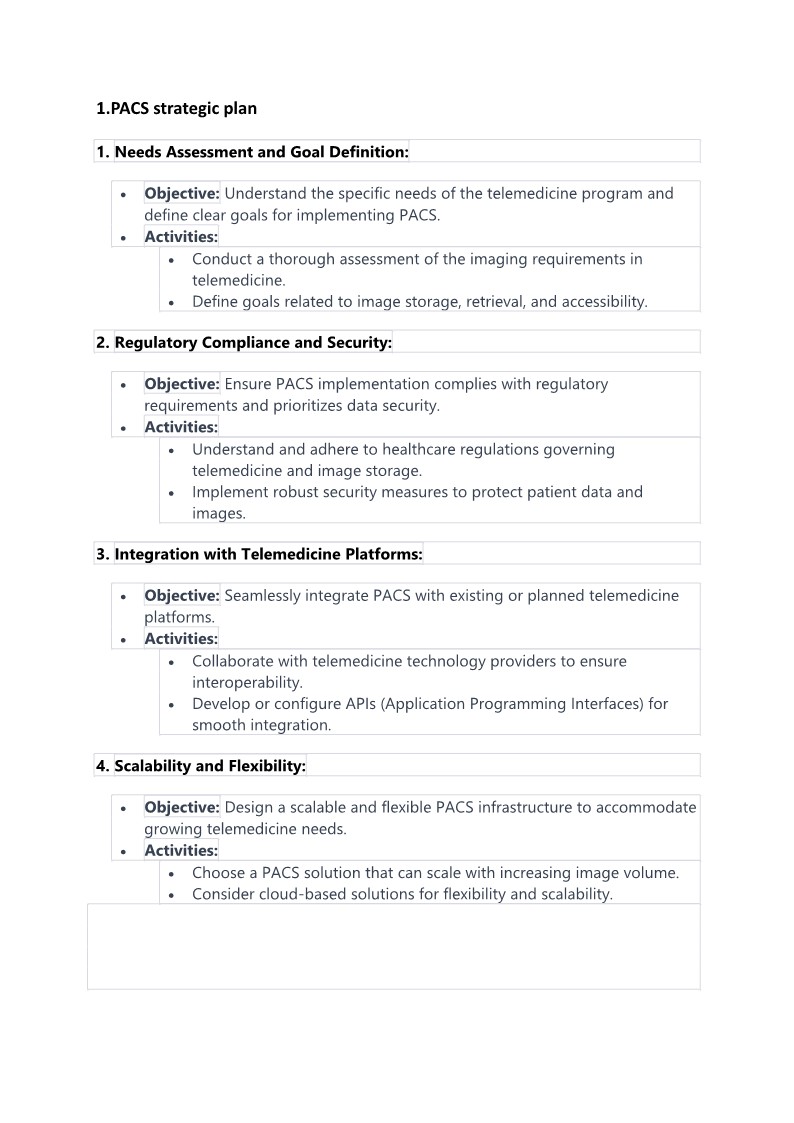 1.PACS strategic plan
1. Needs Assessment and Goal Definition:
• Objective: Understand the specific needs of the telemedicine program and
define clear goals for implementing PACS.
• Activities:
• Conduct a thorough assessment of the imaging requirements in
telemedicine.
• Define goals related to image storage, retrieval, and accessibility.
2. Regulatory Compliance and Security:
• Objective: Ensure PACS implementation complies with regulatory
requirements and prioritizes data security.
• Activities:
• Understand and adhere to healthcare regulations governing
telemedicine and image storage.
• Implement robust security measures to protect patient data and
images.
3. Integration with Telemedicine Platforms:
• Objective: Seamlessly integrate PACS with existing or planned telemedicine
platforms.
• Activities:
• Collaborate with telemedicine technology providers to ensure
interoperability.
• Develop or configure APIs (Application Programming Interfaces) for
smooth integration.
4. Scalability and Flexibility:
• Objective: Design a scalable and flexible PACS infrastructure to accommodate
growing telemedicine needs.
• Activities:
• Choose a PACS solution that can scale with increasing image volume.
• Consider cloud-based solutions for flexibility and scalability.